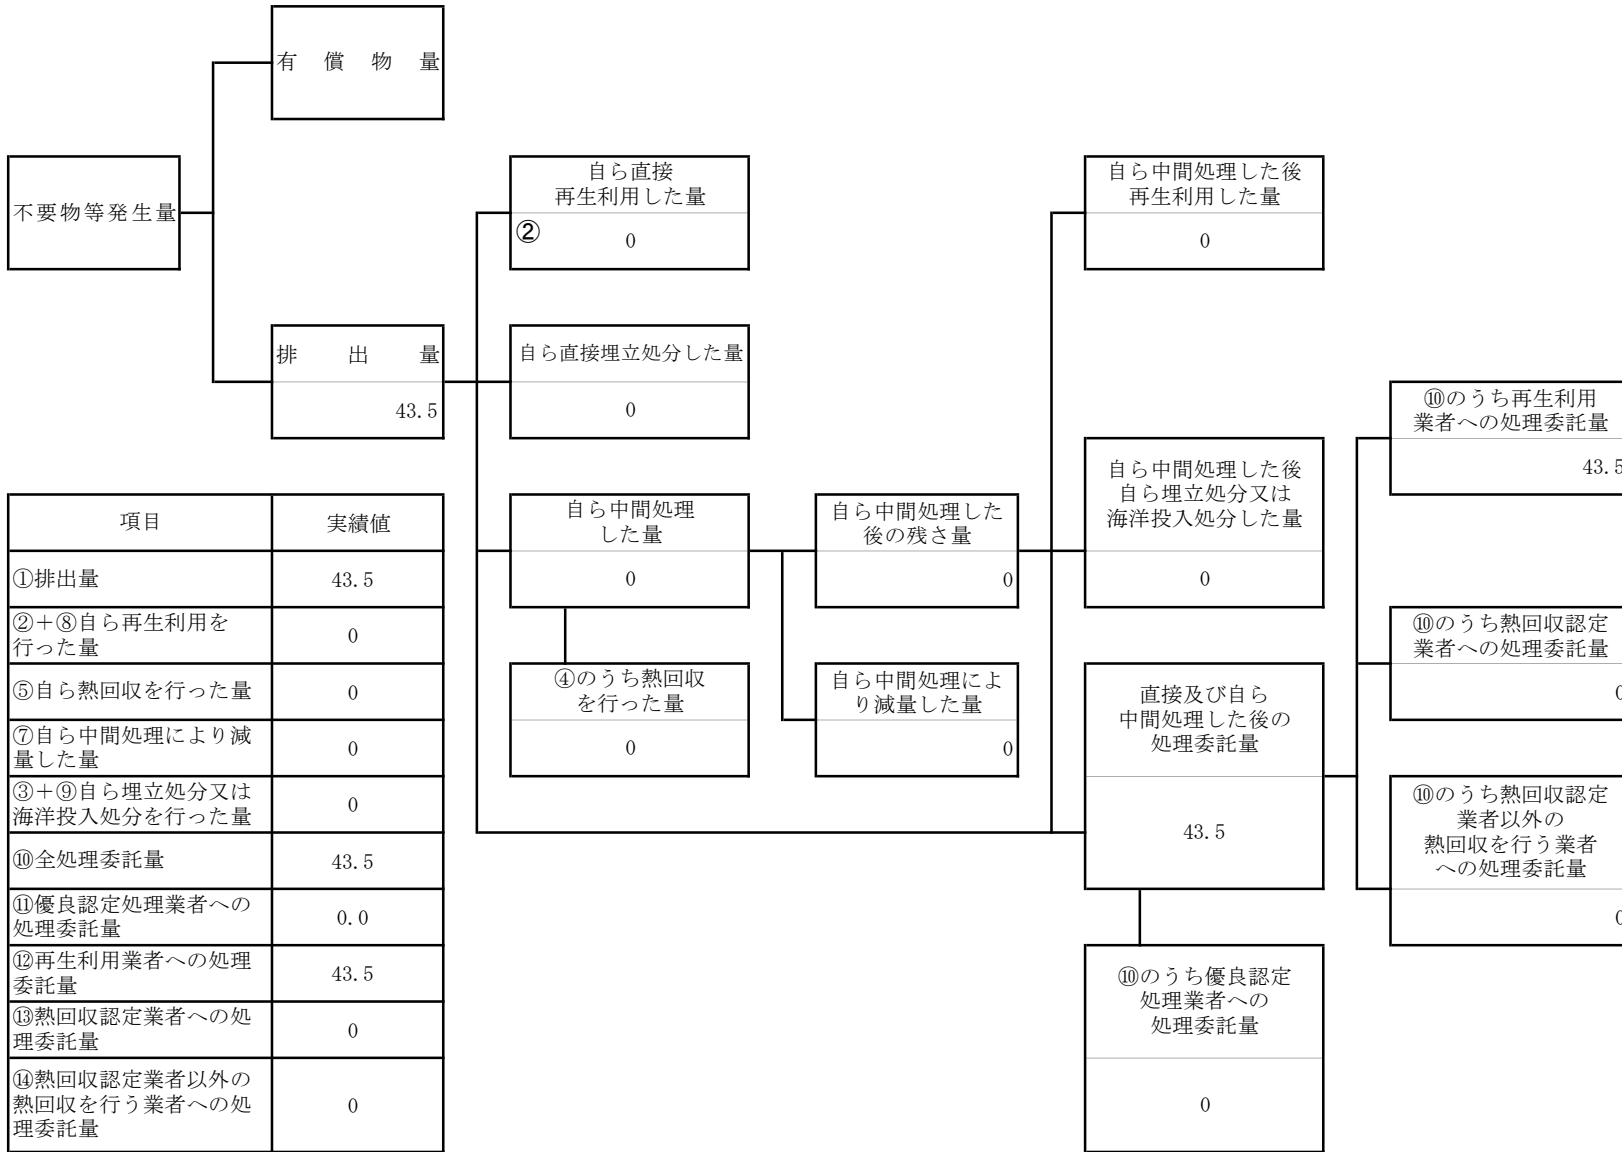 有償物量
不要物等発生量
排出量
43.5
自ら直接
再生利用した量
②
0
自ら直接埋立処分した量
0
自ら中間処理
した量
0
④のうち熱回収
を行った量
0
自ら中間処理した
後の残さ量
0
自ら中間処理によ
り減量した量
0
自ら中間処理した後
再生利用した量
0
自ら中間処理した後
自ら埋立処分又は
海洋投入処分した量
0
直接及び自ら
中間処理した後の
処理委託量
43.5
⑩のうち優良認定
処理業者への
処理委託量
0
⑩のうち再生利用
業者への処理委託量
43.5
⑩のうち熱回収認定
業者への処理委託量
0
⑩のうち熱回収認定
業者以外の
熱回収を行う業者
への処理委託量
0
項目 実績値
①排出量 43.5
②＋⑧自ら再生利用を
行った量 0
⑤自ら熱回収を行った量 0
⑦自ら中間処理により減
量した量 0
③＋⑨自ら埋立処分又は
海洋投入処分を行った量 0
⑩全処理委託量 43.5
⑪優良認定処理業者への
処理委託量 0.0
⑫再生利用業者への処理
委託量 43.5
⑬熱回収認定業者への処
理委託量 0
⑭熱回収認定業者以外の
熱回収を行う業者への処
理委託量 0